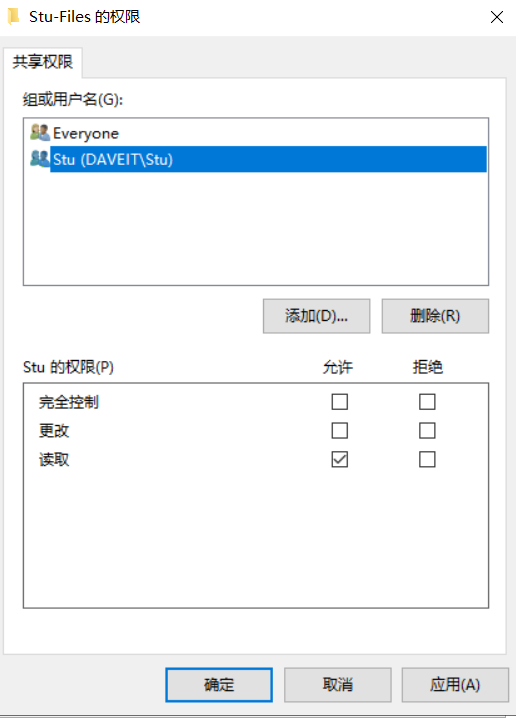 Stu-Files 的权限
共享权限
组或用户名(G):
Everyone
Stu (DAVEIT\Stu)
添加(D)...
删除(R)
Stu 的权限(P) 允许 拒绝
完全控制
更改
读取
确定
取消
应用(A)